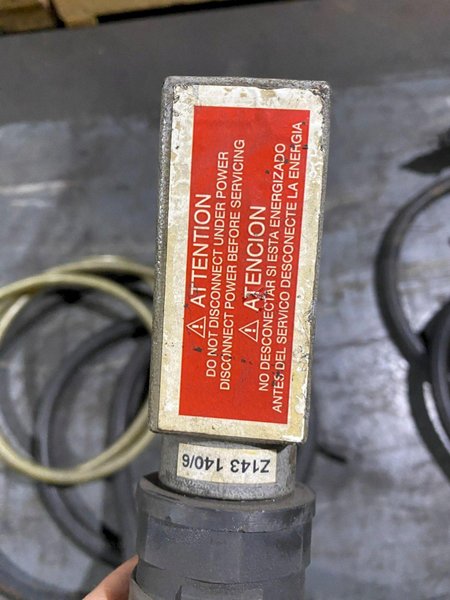 ⚠ ATTENTION
DO NOT DISCONNECT UNDER POWER
DISCONNECT POWER BEFORE SERVICING
⚠ ATENCION
NO DESCONECTAR SI ESTA ENERGIZADO
ANTES DEL SERVICO DESCONECTE LA ENERGIA
Z143 140/6